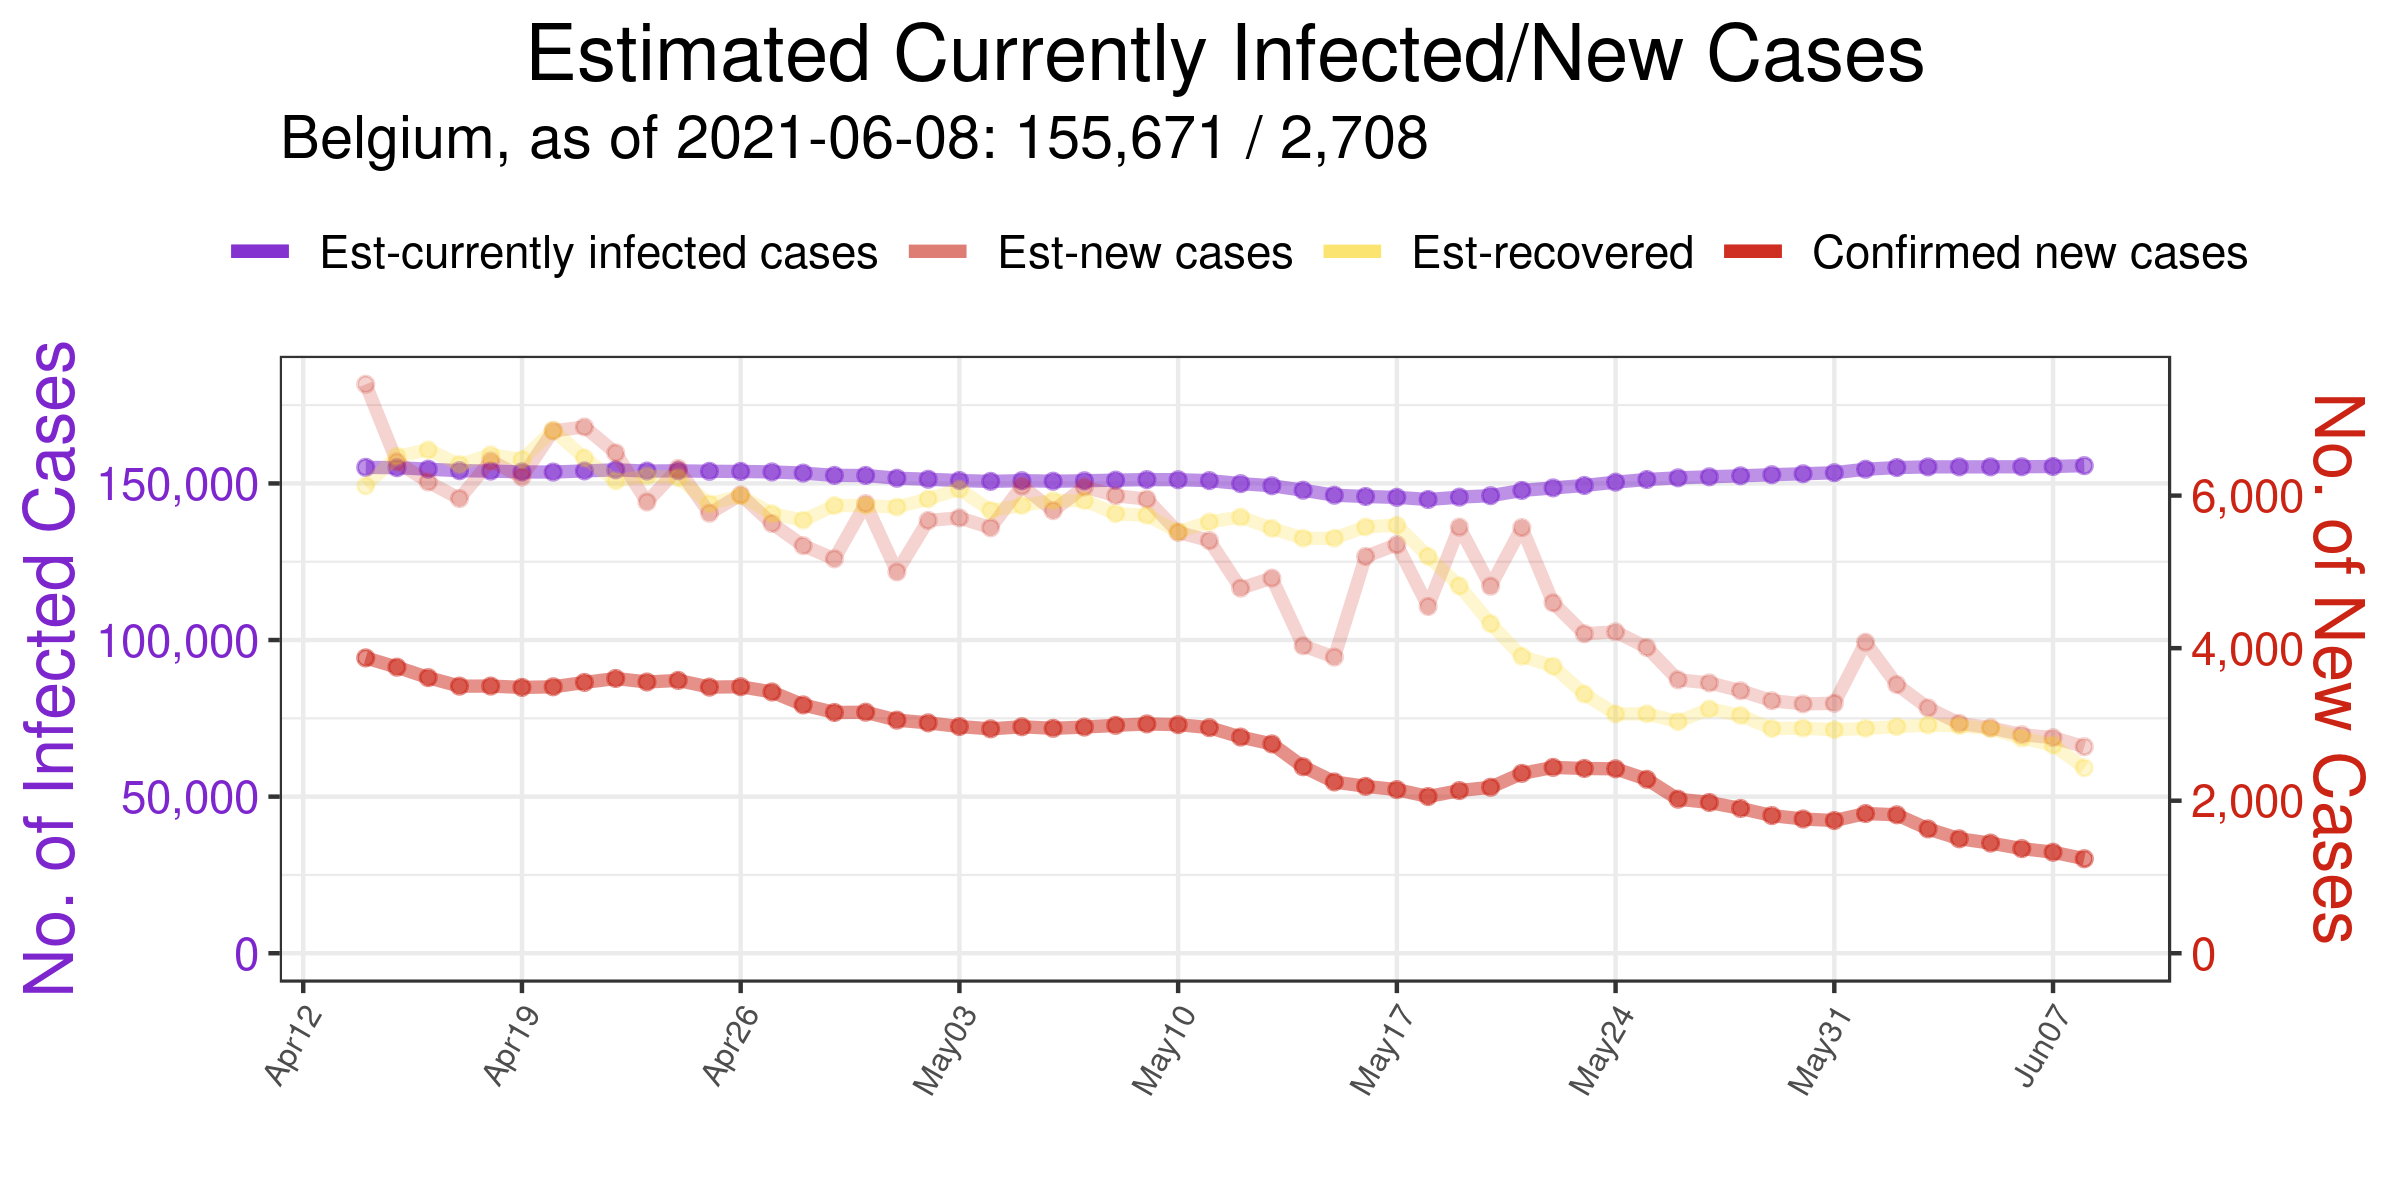 Estimated Currently Infected/New Cases
Belgium, as of 2021-06-08: 155,671 / 2,708
Est-currently infected cases Est-new cases Est-recovered Confirmed new cases
No. of Infected Cases
150,000
100,000
50,000
0
6,000
4,000
2,000
0
No. of New Cases
Apr12 Apr19 Apr26 May03 May10 May17 May24 May31 Jun07